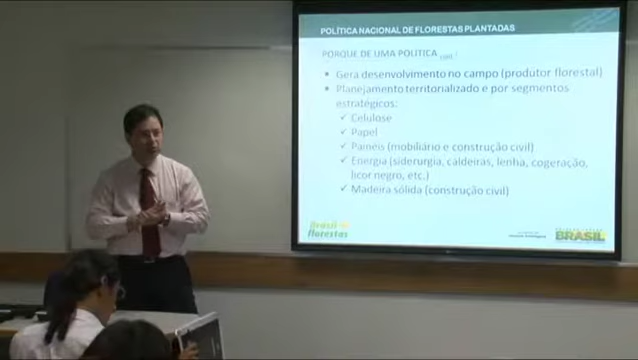 POLÍTICA NACIONAL DE FLORESTAS PLANTADAS
PORQUE DE UMA POLÍTICA
Gera desenvolvimento no campo (produtor florestal)
Planejamento territorializado e por segmentos
estratégicos:
Celulose
Papel
Painéis (mobiliário e construção civil)
Energia (siderurgia, caldeiras, lenha, cogeração,
licor negro, etc.)
Madeira sólida (construção civil)
florestas
BRASIL